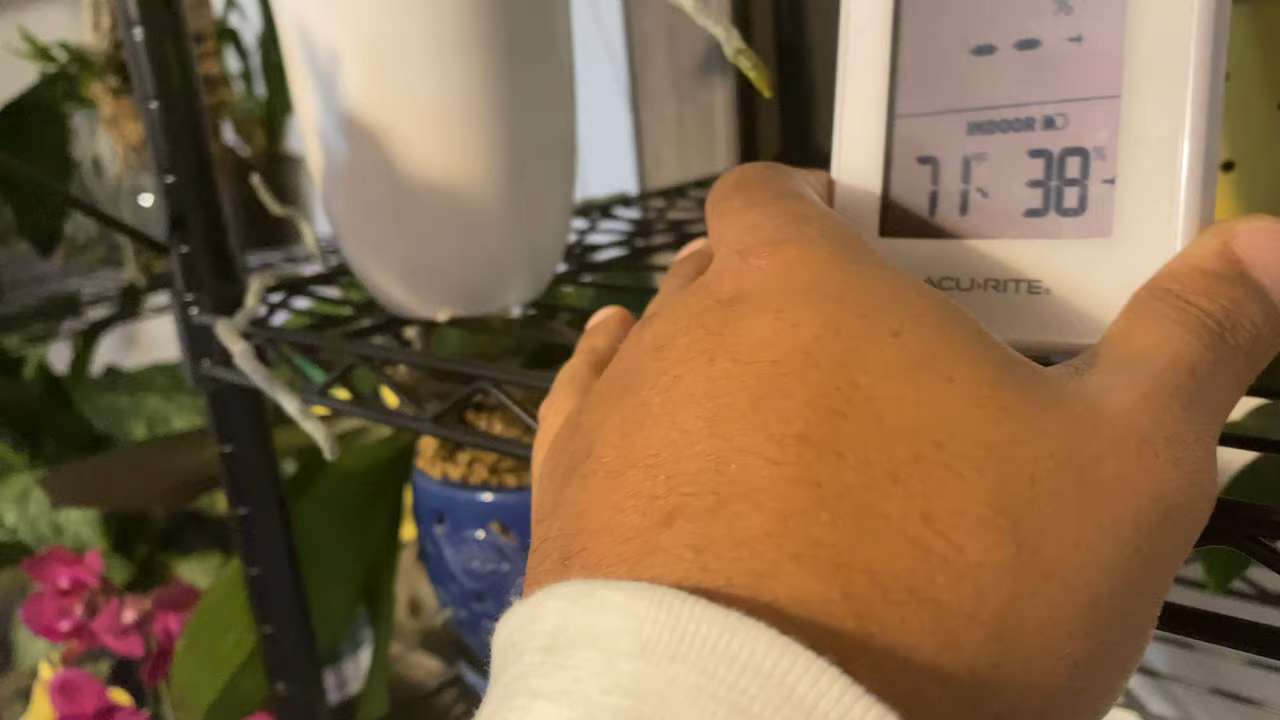 %
-- -
INDOOR
71 °F 38 %
ACU›RITE